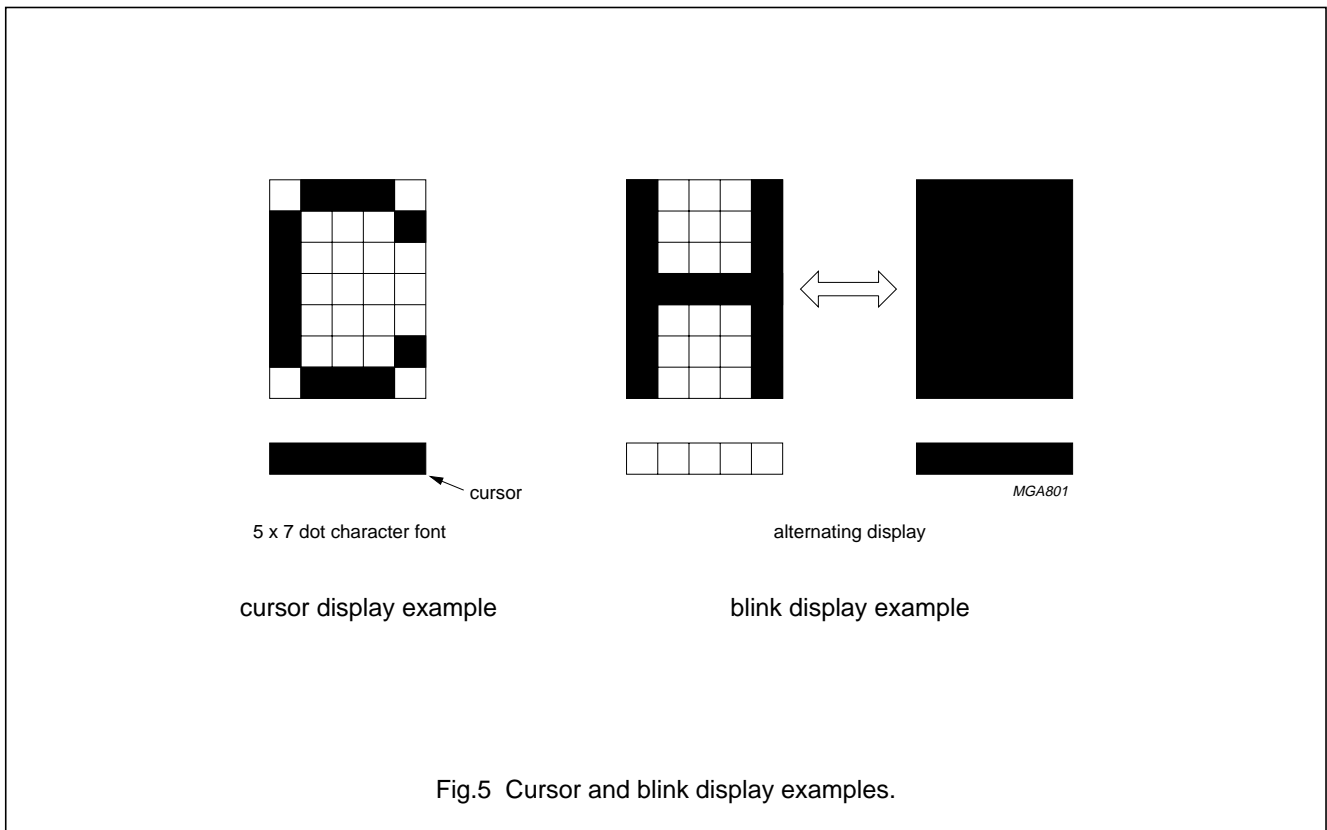 cursor
MGA801
5 x 7 dot character font
alternating display
cursor display example
blink display example
Fig.5 Cursor and blink display examples.